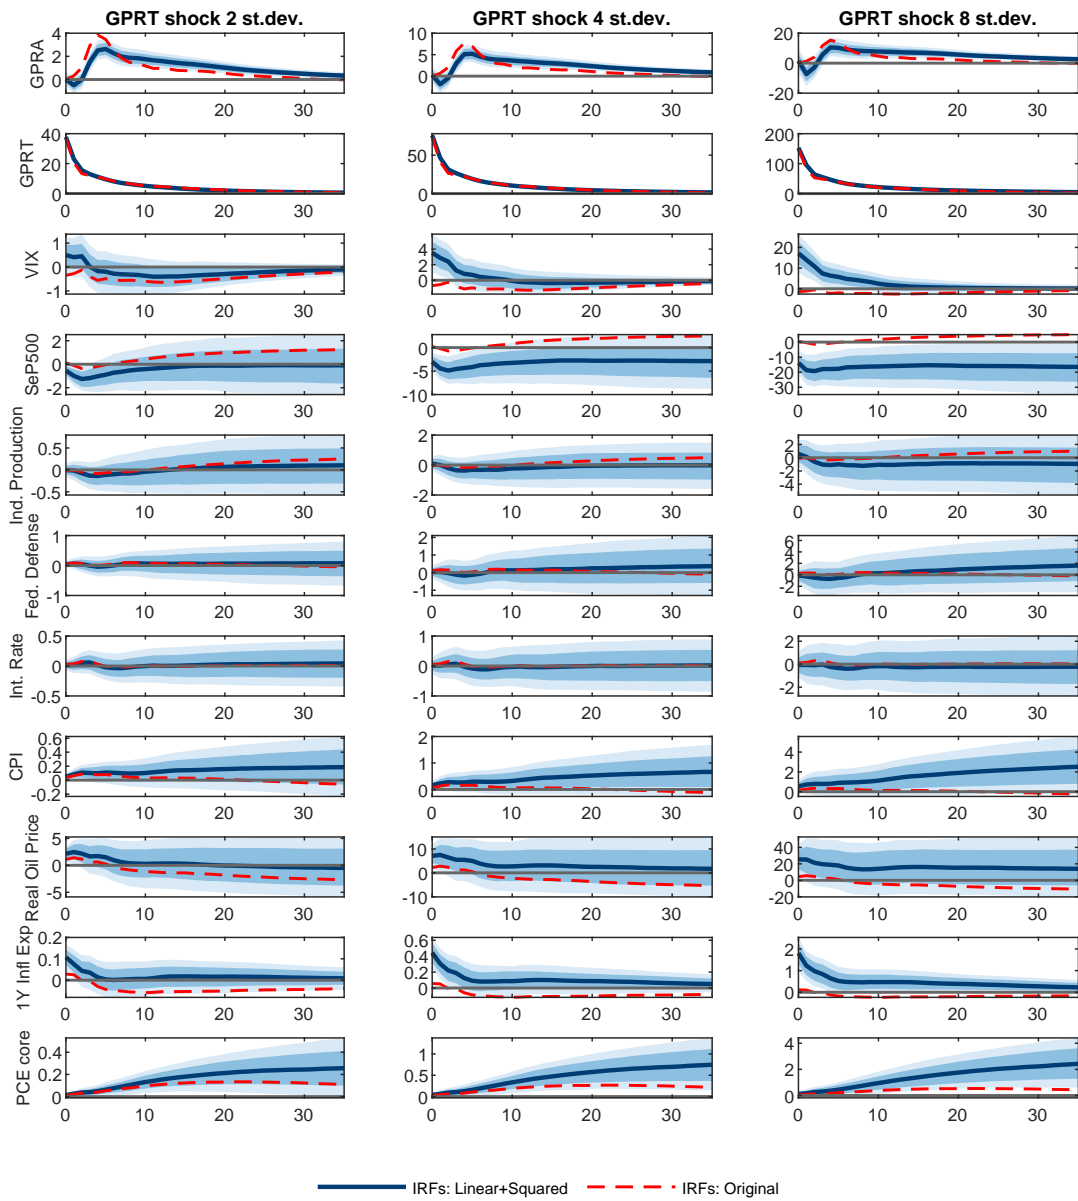 GPRT shock 2 st.dev. GPRT shock 4 st.dev. GPRT shock 8 st.dev.
GPRA
4
2
0
0 10 20 30
10
5
0
0 10 20 30
20
0
-20
0 10 20 30
GPRT
40
20
0
0 10 20 30
50
0
0 10 20 30
200
100
0
0 10 20 30
VIX
1
0
-1
0 10 20 30
4
2
0
0 10 20 30
20
10
0
0 10 20 30
SeP500
2
0
-2
0 10 20 30
0
-5
-10
0 10 20 30
0
-10
-20
-30
0 10 20 30
Ind. Production
0.5
0
-0.5
0 10 20 30
2
0
-2
0 10 20 30
2
0
-2
-4
0 10 20 30
Fed. Defense
1
0
1
0 10 20 30
2
1
0
-1
0 10 20 30
6
4
2
0
-2
0 10 20 30
Int. Rate
0.5
0
-0.5
0 10 20 30
1
0
-1
0 10 20 30
2
0
-2
0 10 20 30
CPI
0.6
0.4
0.2
0
-0.2
0 10 20 30
2
1
0
0 10 20 30
4
2
0
0 10 20 30
Real Oil Price
5
0
-5
0 10 20 30
10
0
-10
0 10 20 30
40
20
0
-20
0 10 20 30
1Y Infl Exp
0.2
0.1
0
0 10 20 30
0.6
0.4
0.2
0
0 10 20 30
2
1
0
0 10 20 30
PCE core
0.4
0.2
0
0 10 20 30
1
0.5
0
0 10 20 30
4
2
0
0 10 20 30
IRFs: Linear+Squared IRFs: Original